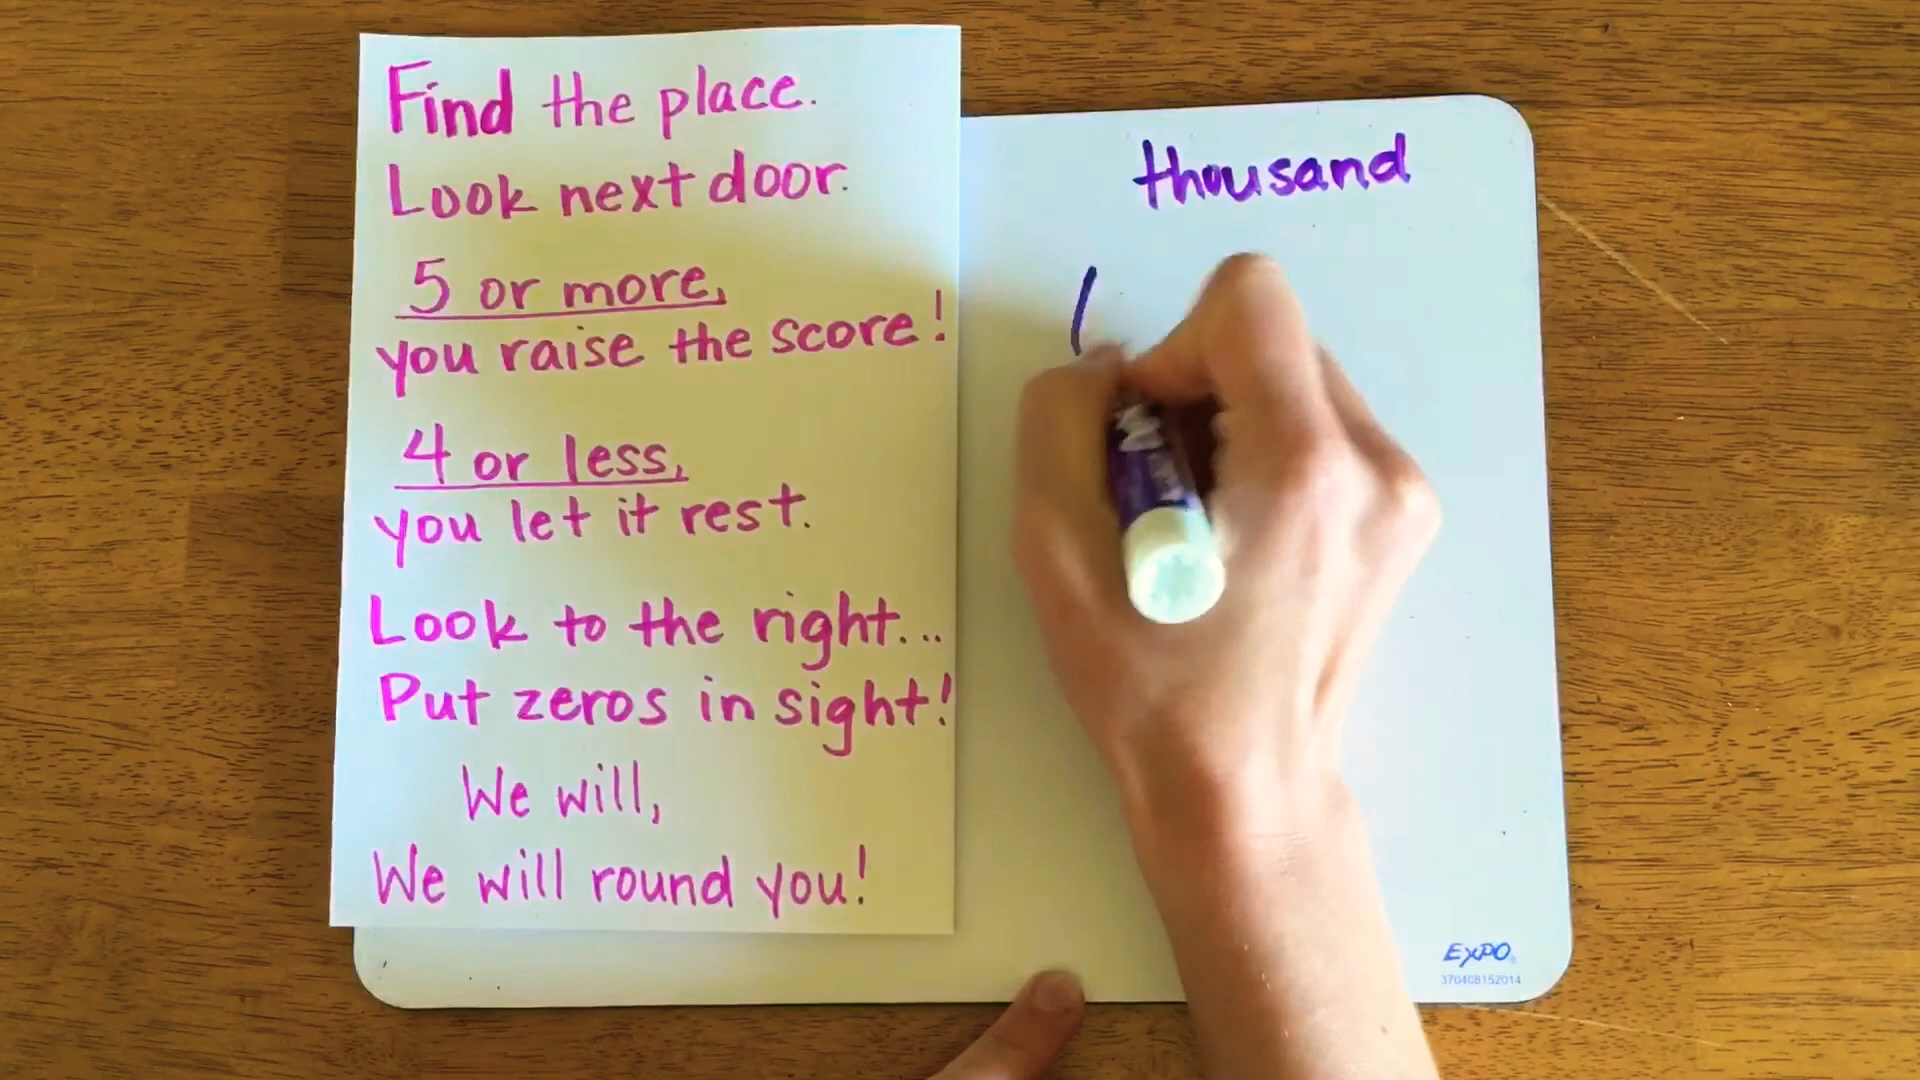 Find the place.
Look next door.
5 or more,
you raise the score!
4 or less,
you let it rest.
Look to the right...
Put zeros in sight!
We will,
We will round you!
thousand
EXPO
370408152014